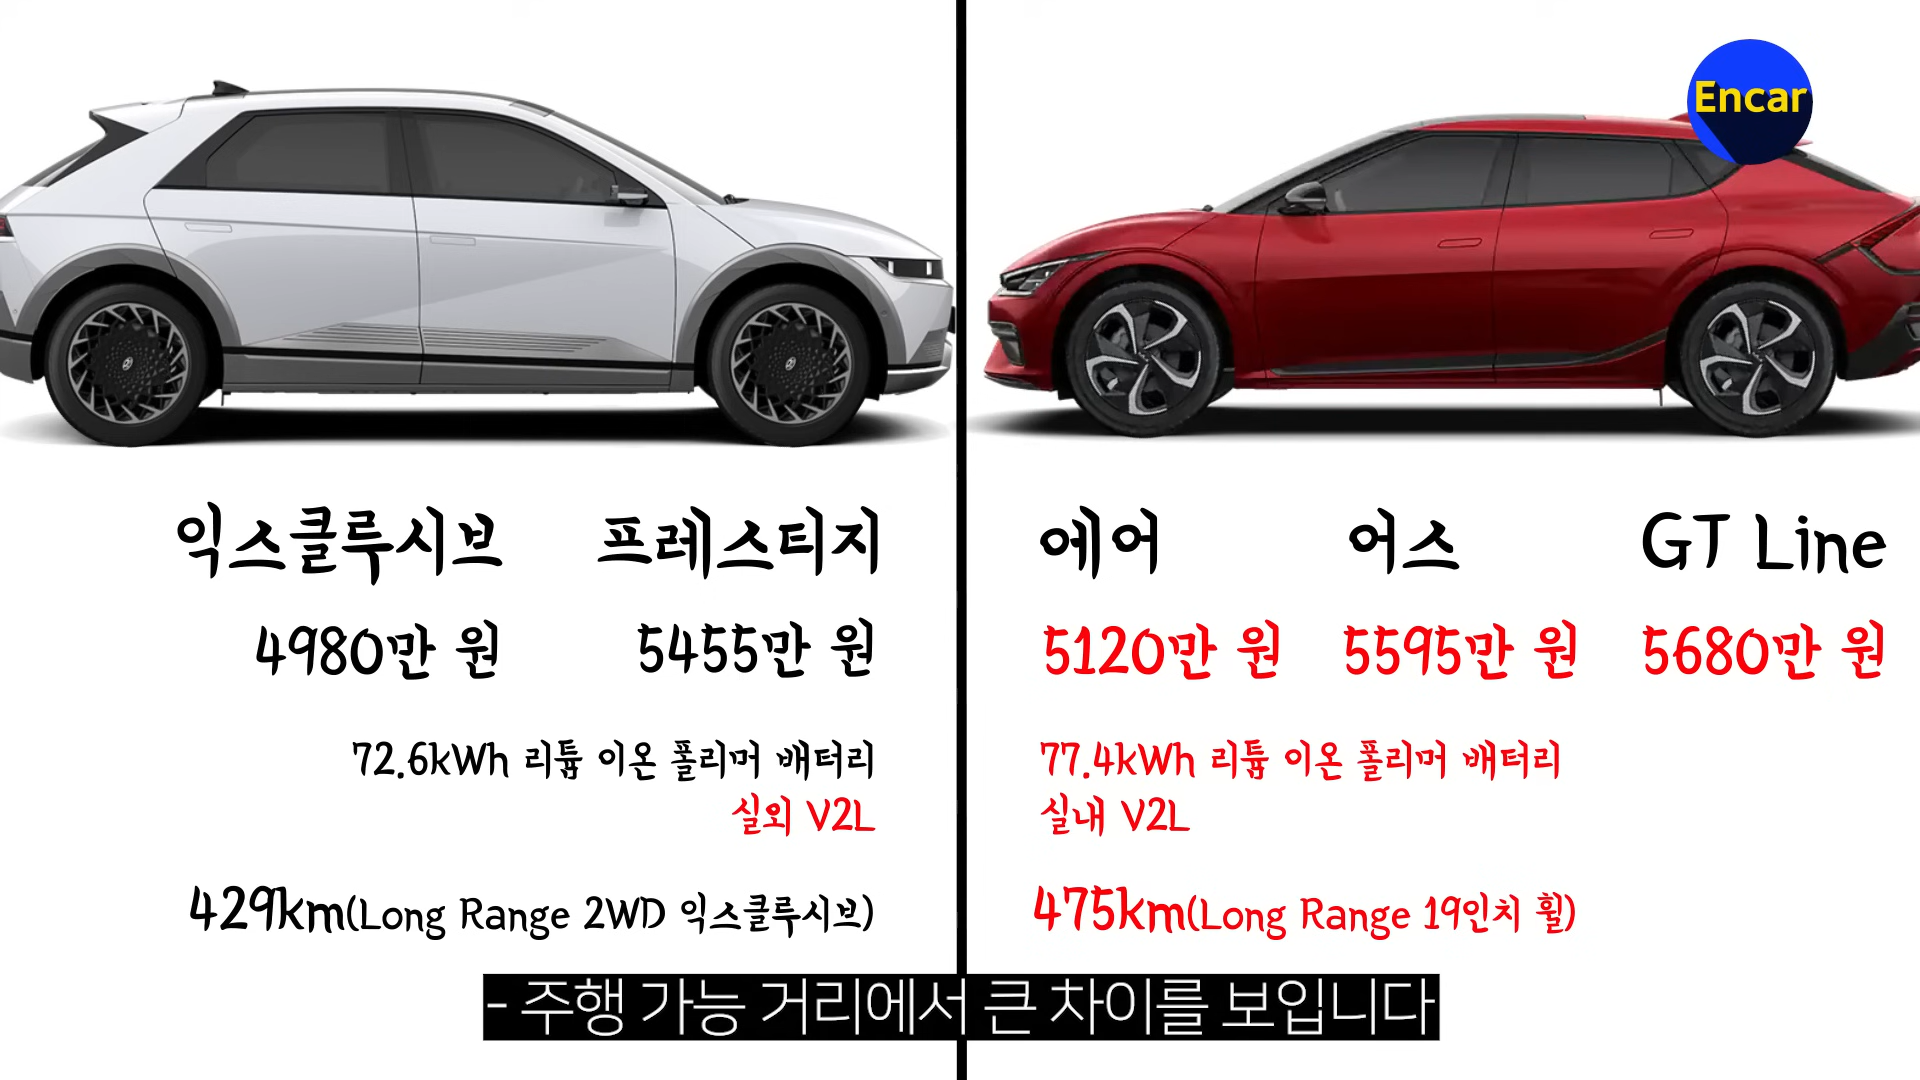 Encar
익스클루시브 프레스티지
4980만 원 5455만 원
72.6kWh 리튬 이온 폴리머 배터리
실외 V2L
429km(Long Range 2WD 익스클루시브)
에어 어스 GT Line
5120만 원 5595만 원 5680만 원
77.4kWh 리튬 이온 폴리머 배터리
실내 V2L
475km(Long Range 19인치 휠)
- 주행 가능 거리에서 큰 차이를 보입니다